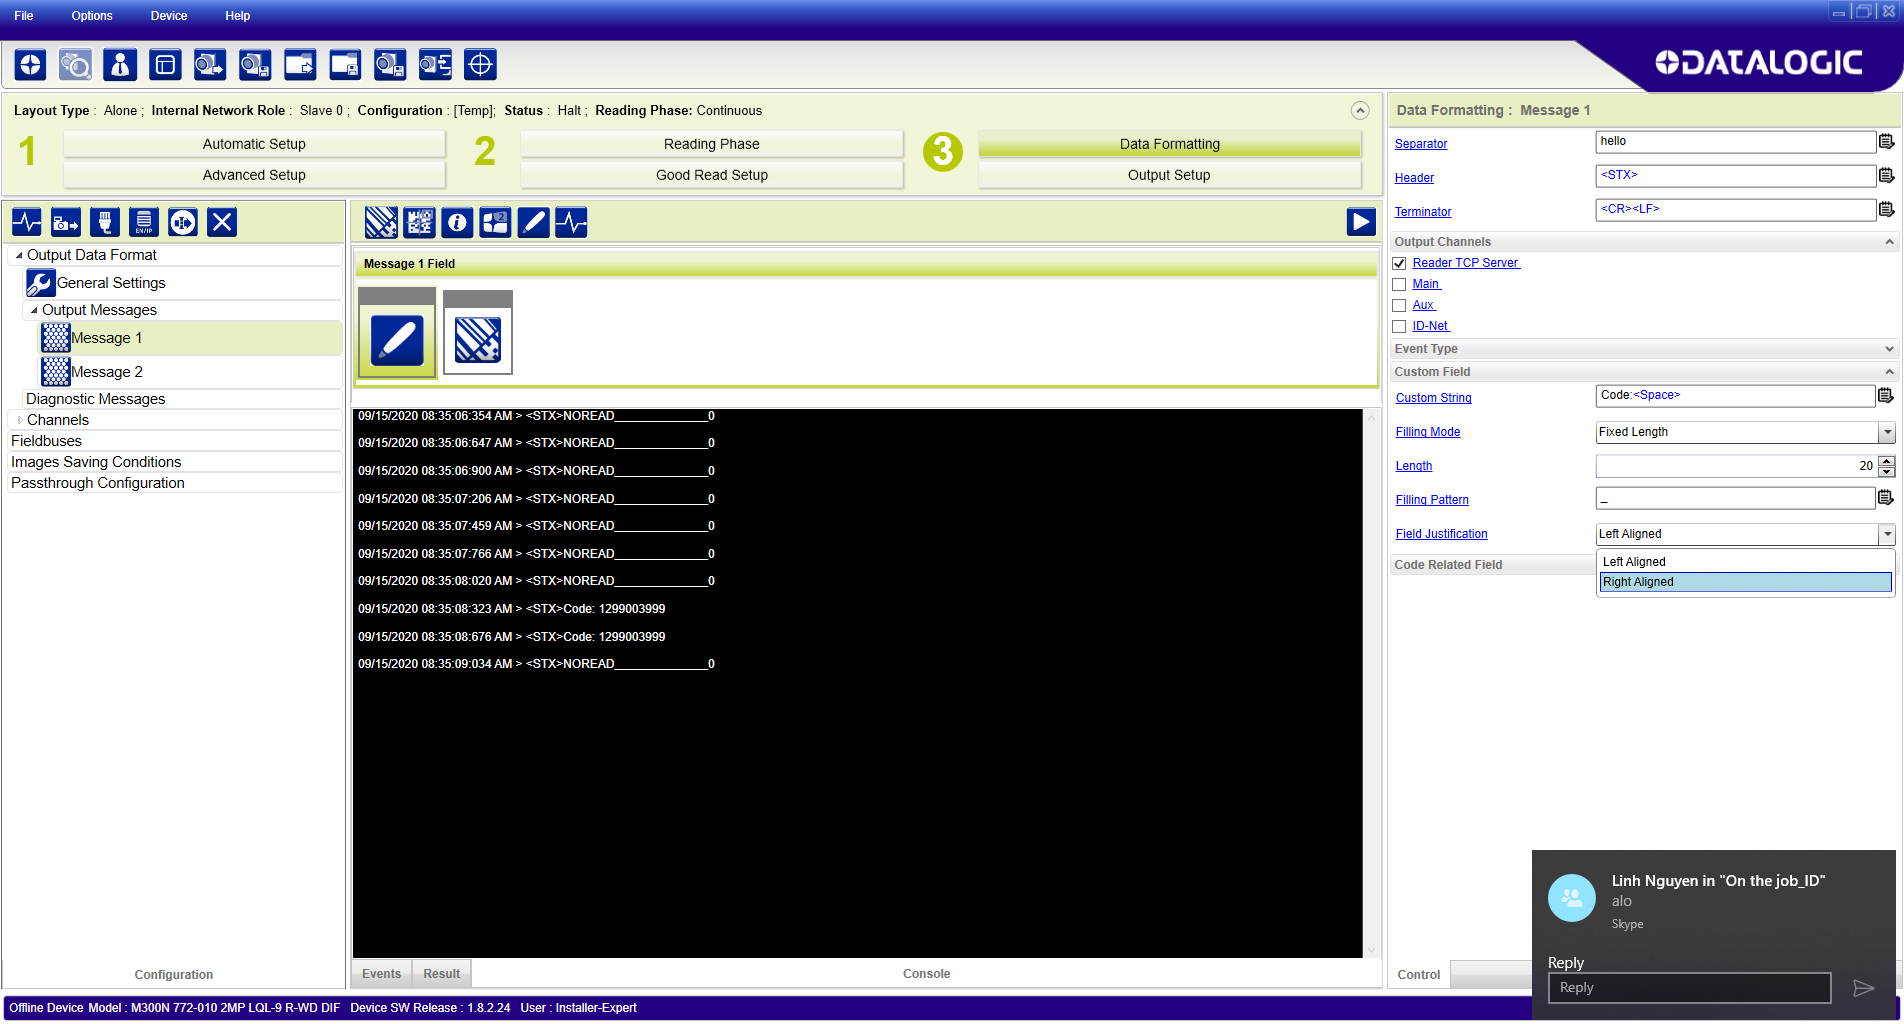 File Options Device Help
DATALOGIC
Layout Type : Alone ; Internal Network Role : Slave 0 ; Configuration : [Temp]; Status : Halt ; Reading Phase: Continuous
1
Automatic Setup
Advanced Setup
2
Reading Phase
Good Read Setup
3
Data Formatting
Output Setup
EN/IP
Output Data Format
General Settings
Output Messages
Message 1
Message 2
Diagnostic Messages
Channels
Fieldbuses
Images Saving Conditions
Passthrough Configuration
Configuration
Message 1 Field
09/15/2020 08:35:06:354 AM > <STX>NOREAD______________0
09/15/2020 08:35:06:647 AM > <STX>NOREAD______________0
09/15/2020 08:35:06:900 AM > <STX>NOREAD______________0
09/15/2020 08:35:07:206 AM > <STX>NOREAD______________0
09/15/2020 08:35:07:459 AM > <STX>NOREAD______________0
09/15/2020 08:35:07:766 AM > <STX>NOREAD______________0
09/15/2020 08:35:08:020 AM > <STX>NOREAD______________0
09/15/2020 08:35:08:323 AM > <STX>Code: 1299003999
09/15/2020 08:35:08:676 AM > <STX>Code: 1299003999
09/15/2020 08:35:09:034 AM > <STX>NOREAD______________0
Events Result Console
Data Formatting : Message 1
Separator hello
Header <STX>
Terminator <CR><LF>
Output Channels
Reader TCP Server
Main
Aux
ID-Net
Event Type
Custom Field
Custom String Code:<Space>
Filling Mode Fixed Length
Length 20
Filling Pattern _
Field Justification Left Aligned
Left Aligned
Right Aligned
Code Related Field
Control
Linh Nguyen in "On the job_ID"
alo
Skype
Reply
Reply
Offline Device Model : M300N 772-010 2MP LQL-9 R-WD DIF Device SW Release : 1.8.2.24 User : Installer-Expert